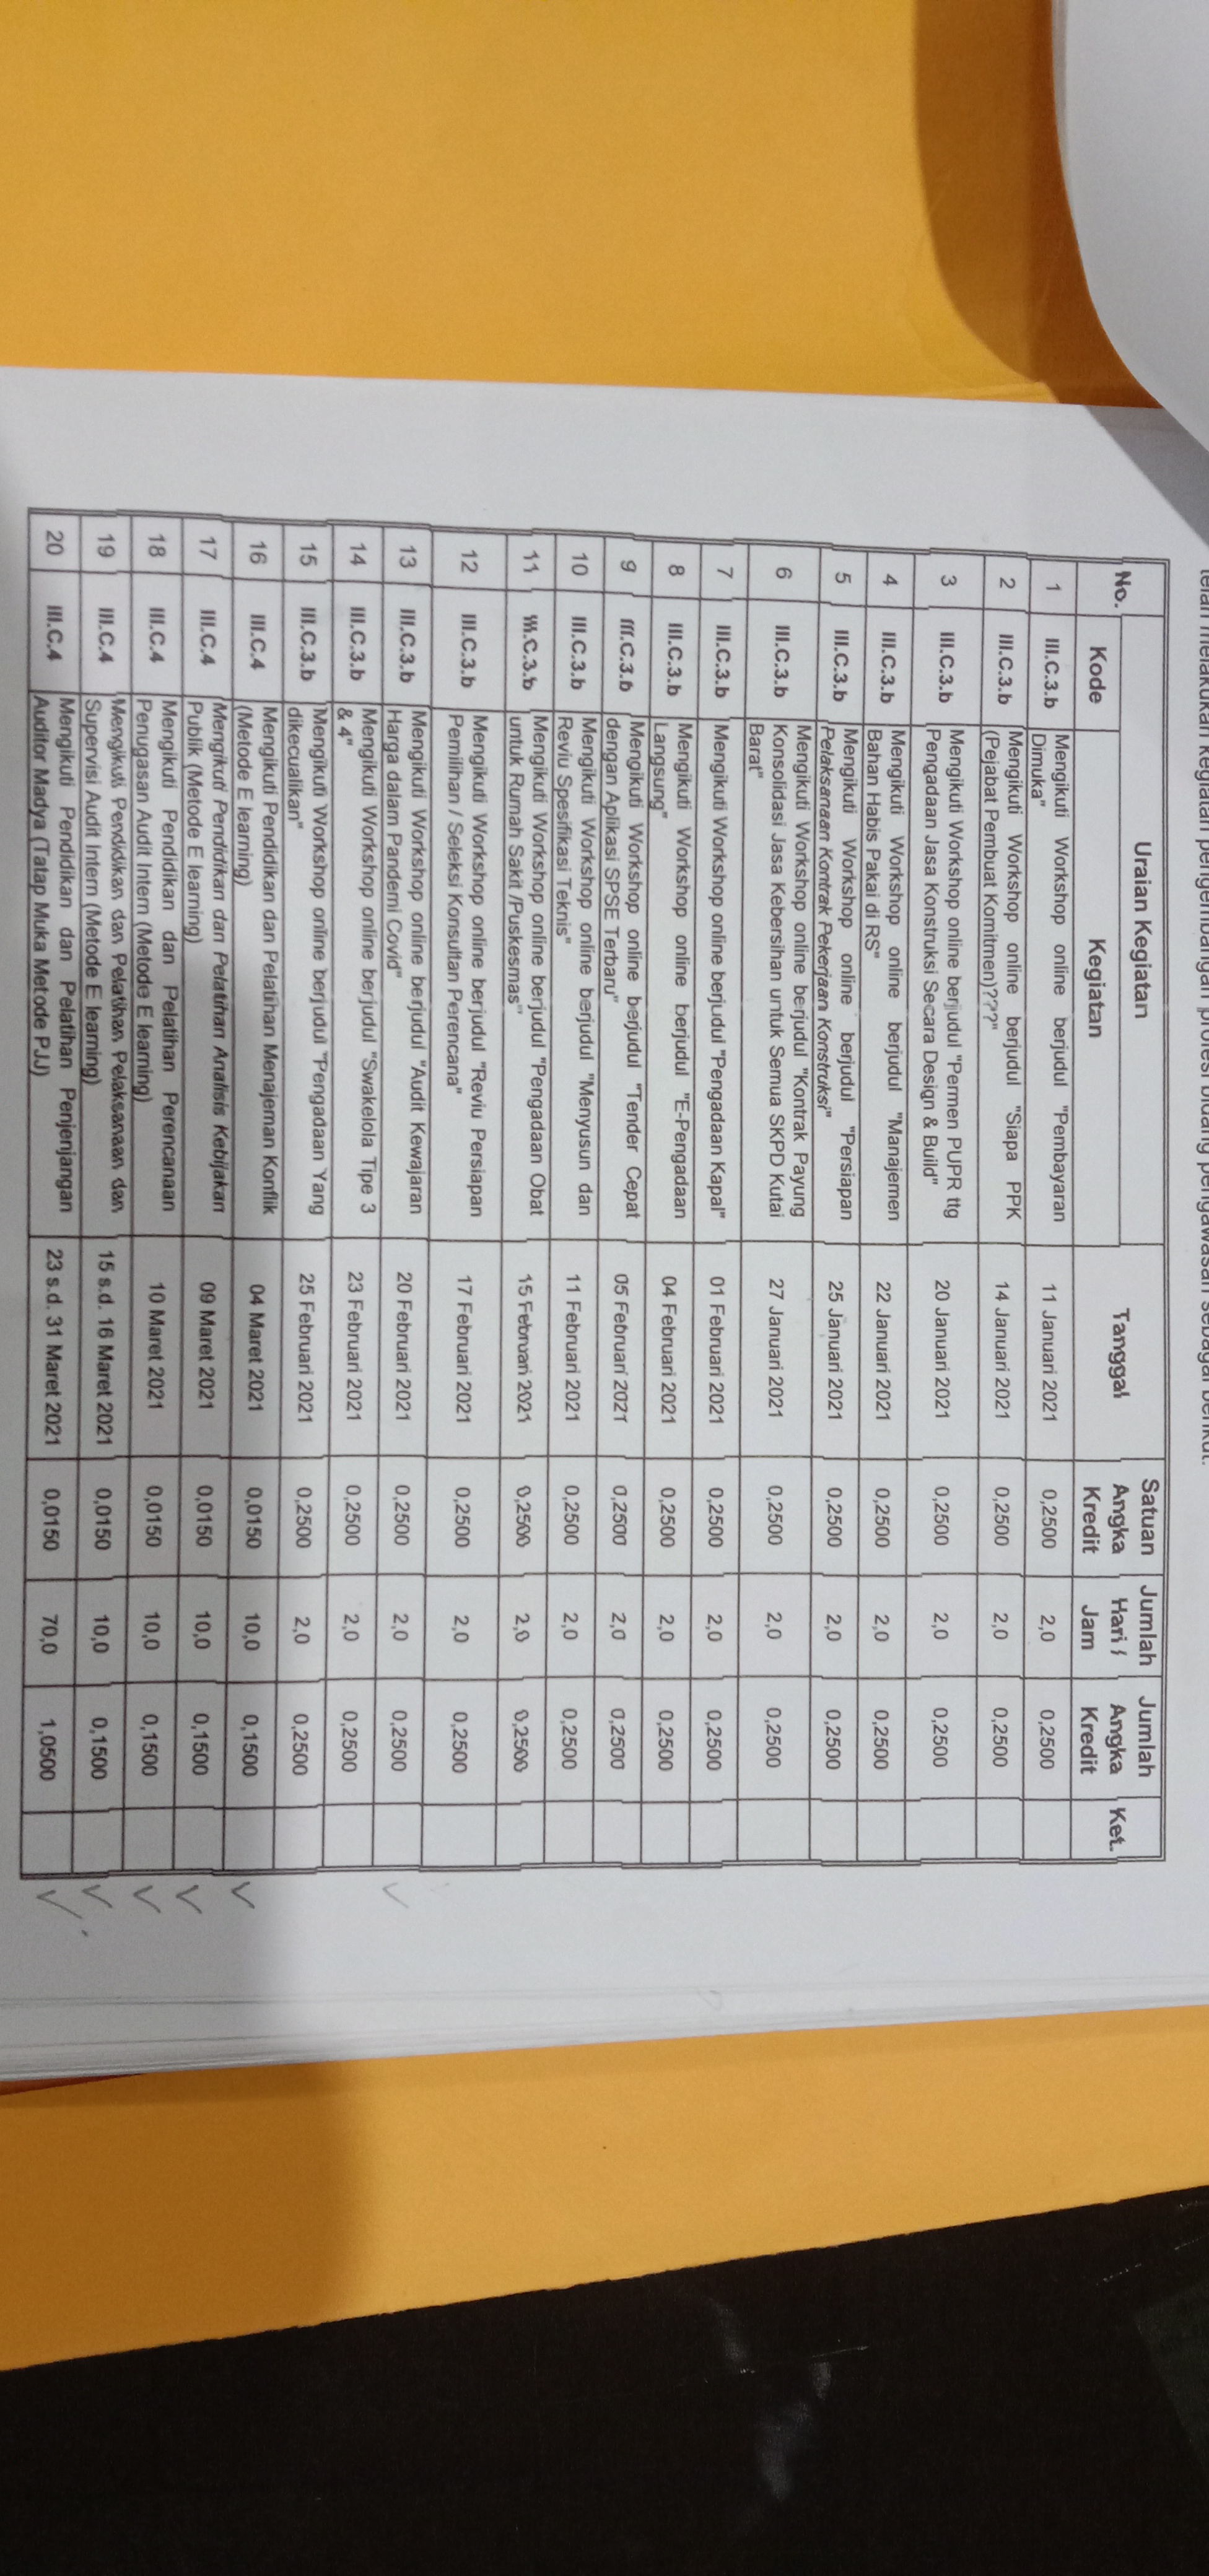 telah melakukan kegiatan pengembangan profesi bidang pengawasan sebagai berikut:
Uraian Kegiatan Tanggal Satuan Angka Kredit Jumlah Hari / Jam Jumlah Angka Kredit Ket.
No. Kode Kegiatan
1 III.C.3.b Mengikuti Workshop online berjudul "Pembayaran 11 Januari 2021 0,2500 2,0 0,2500
Dimuka"
2 III.C.3.b Mengikuti Workshop online berjudul "Siapa PPK 14 Januari 2021 0,2500 2,0 0,2500
(Pejabat Pembuat Komitmen)???"
3 III.C.3.b Mengikuti Workshop online berjudul "Permen PUPR ttg 20 Januari 2021 0,2500 2,0 0,2500
Pengadaan Jasa Konstruksi Secara Design & Build"
4 III.C.3.b Mengikuti Workshop online berjudul "Manajemen 22 Januari 2021 0,2500 2,0 0,2500
Bahan Habis Pakai di RS"
5 III.C.3.b Mengikuti Workshop online berjudul "Persiapan 25 Januari 2021 0,2500 2,0 0,2500
Pelaksanaan Kontrak Pekerjaan Konstruksi"
6 III.C.3.b Mengikuti Workshop online berjudul "Kontrak Payung 27 Januari 2021 0,2500 2,0 0,2500
Konsolidasi Jasa Kebersihan untuk Semua SKPD Kutai
Barat"
7 III.C.3.b Mengikuti Workshop online berjudul "Pengadaan Kapal" 01 Februari 2021 0,2500 2,0 0,2500
8 III.C.3.b Mengikuti Workshop online berjudul "E-Pengadaan 04 Februari 2021 0,2500 2,0 0,2500
Langsung"
9 III.C.3.b Mengikuti Workshop online berjudul "Tender Cepat 05 Februari 2021 0,2500 2,0 0,2500
dengan Aplikasi SPSE Terbaru"
10 III.C.3.b Mengikuti Workshop online berjudul "Menyusun dan 11 Februari 2021 0,2500 2,0 0,2500
Reviu Spesifikasi Teknis"
11 III.C.3.b Mengikuti Workshop online berjudul "Pengadaan Obat 15 Februari 2021 0,2500 2,0 0,2500
untuk Rumah Sakit /Puskesmas"
12 III.C.3.b Mengikuti Workshop online berjudul "Reviu Persiapan 17 Februari 2021 0,2500 2,0 0,2500
Pemilihan / Seleksi Konsultan Perencana"
13 III.C.3.b Mengikuti Workshop online berjudul "Audit Kewajaran 20 Februari 2021 0,2500 2,0 0,2500
Harga dalam Pandemi Covid"
14 III.C.3.b Mengikuti Workshop online berjudul "Swakelola Tipe 3 23 Februari 2021 0,2500 2,0 0,2500
& 4"
15 III.C.3.b Mengikuti Workshop online berjudul "Pengadaan Yang 25 Februari 2021 0,2500 2,0 0,2500
dikecualikan"
16 III.C.4 Mengikuti Pendidikan dan Pelatihan Menajeman Konflik 04 Maret 2021 0,0150 10,0 0,1500
(Metode E learning)
17 III.C.4 Mengikuti Pendidikan dan Pelatihan Analisis Kebijakan 09 Maret 2021 0,0150 10,0 0,1500
Publik (Metode E learning)
18 III.C.4 Mengikuti Pendidikan dan Pelatihan Perencanaan 10 Maret 2021 0,0150 10,0 0,1500
Penugasan Audit Intern (Metode E learning)
19 III.C.4 Mengikuti Pendidikan dan Pelatihan Pelaksanaan dan 15 s.d. 16 Maret 2021 0,0150 10,0 0,1500
Supervisi Audit Intern (Metode E learning)
20 III.C.4 Mengikuti Pendidikan dan Pelatihan Penjenjangan 23 s.d. 31 Maret 2021 0,0150 70,0 1,0500
Auditor Madya (Tatap Muka Metode PJJ)